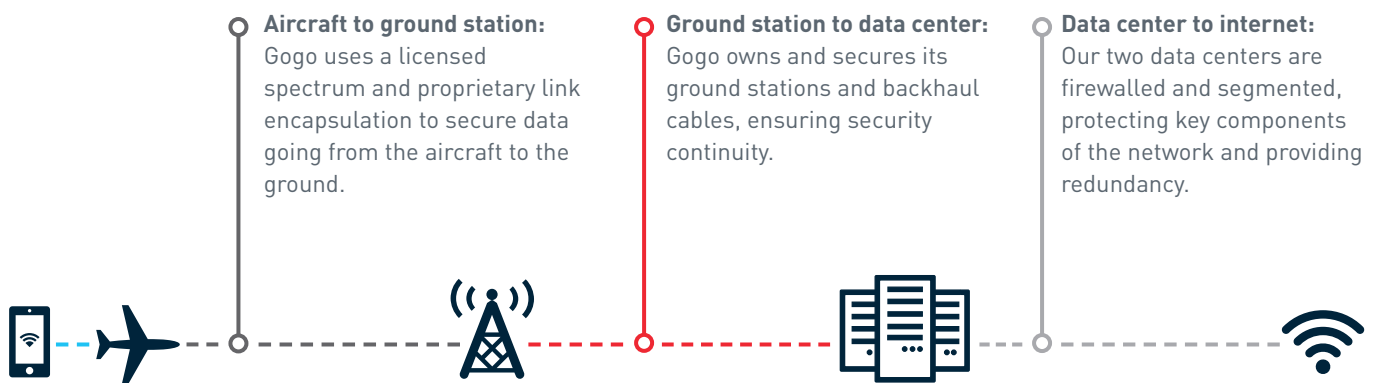 Aircraft to ground station:
Gogo uses a licensed
spectrum and proprietary link
encapsulation to secure data
going from the aircraft to the
ground.
Ground station to data center:
Gogo owns and secures its
ground stations and backhaul
cables, ensuring security
continuity.
Data center to internet:
Our two data centers are
firewalled and segmented,
protecting key components
of the network and providing
redundancy.